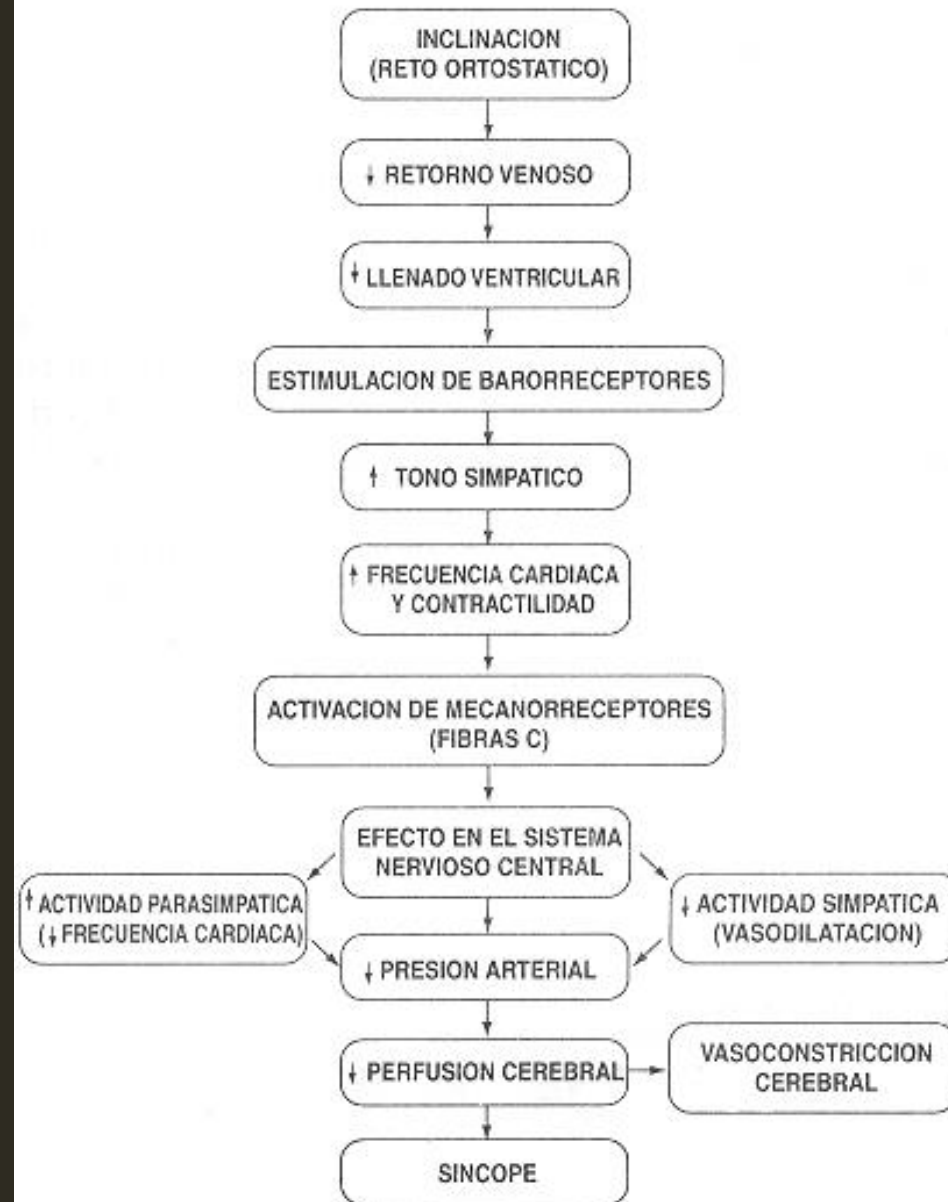 INCLINACION
(RETO ORTOSTATICO)
↓ RETORNO VENOSO
↓ LLENADO VENTRICULAR
ESTIMULACION DE BARORRECEPTORES
↑ TONO SIMPATICO
↑ FRECUENCIA CARDIACA
Y CONTRACTILIDAD
ACTIVACION DE MECANORRECEPTORES
(FIBRAS C)
EFECTO EN EL SISTEMA
NERVIOSO CENTRAL
↑ ACTIVIDAD PARASIMPATICA
(↓ FRECUENCIA CARDIACA)
↓ ACTIVIDAD SIMPATICA
(VASODILATACION)
↓ PRESION ARTERIAL
↓ PERFUSION CEREBRAL
VASOCONSTRICCION
CEREBRAL
SINCOPE